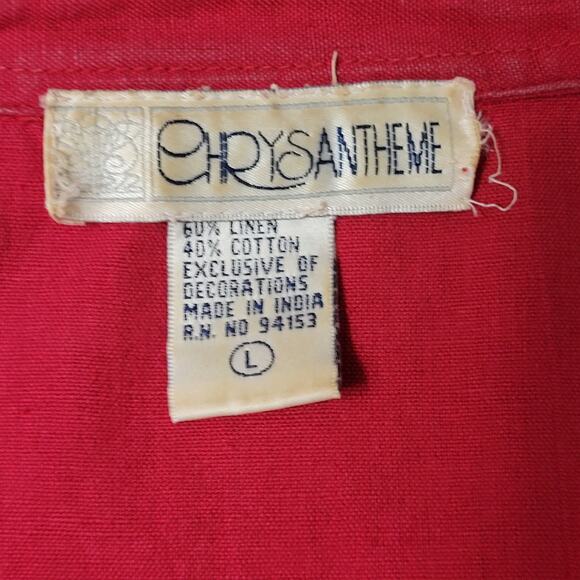 CHRYSANTHEME
60% LINEN
40% COTTON
EXCLUSIVE OF
DECORATIONS
MADE IN INDIA
R.N. NO 94153
L